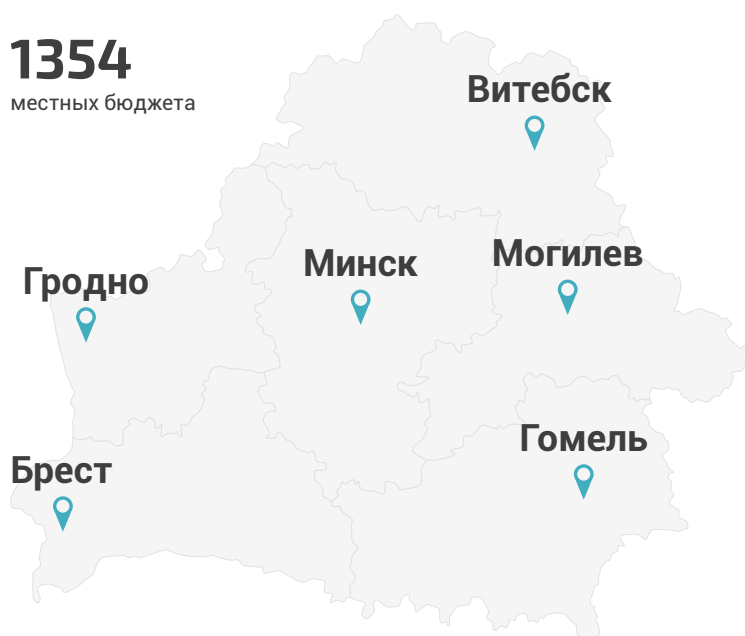 1354
местных бюджета
Витебск
Минск
Могилев
Гродно
Гомель
Брест